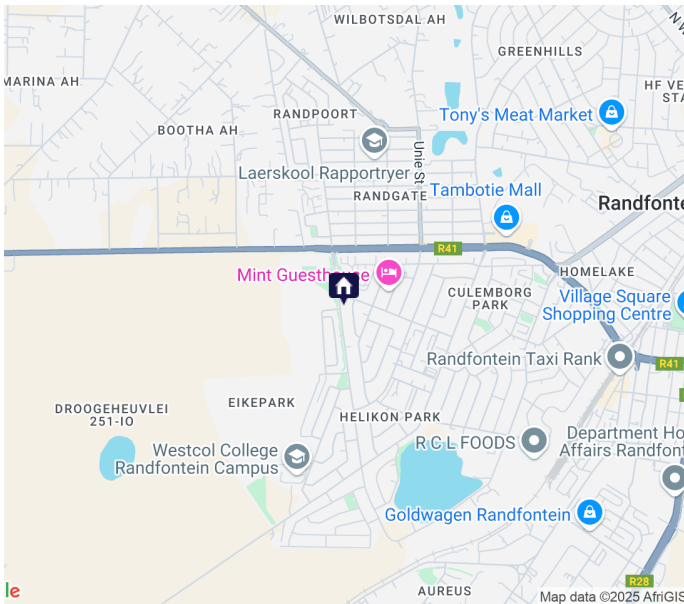 WILBOTSDAL AH
GREENHILLS
MARINA AH
HF VE
STA
N W
Tony's Meat Market
RANDPOORT
BOOTHA AH
Unie St
Laerskool Rapportryer
RANDGATE
Tambotie Mall
Randfonte
R41
Mint Guesthouse
HOMELAKE
CULEMBORG
PARK
Village Square
Shopping Centre
Randfontein Taxi Rank
R41
DROOGEHEUVLEI
251-IO
EIKEPARK
HELIKON PARK
Westcol College
Randfontein Campus
R C L FOODS
Department Ho
Affairs Randfont
Goldwagen Randfontein
R28
AUREUS
le
Map data ©2025 AfriGIS